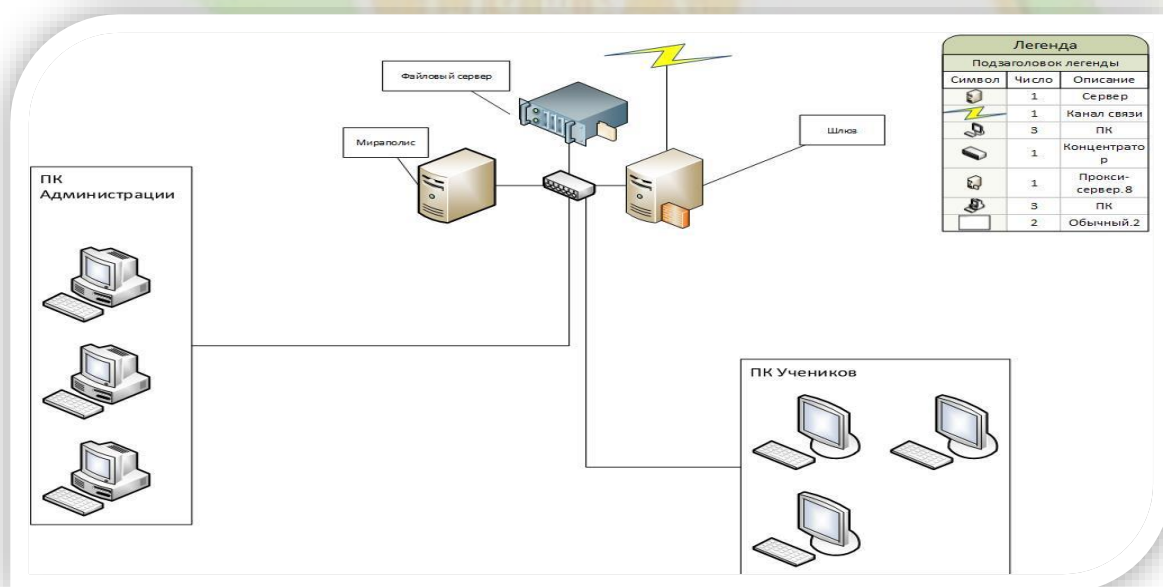 Файловый сервер
Мираполис
Шлюз
ПК
Администрации
ПК Учеников
Легенда
Подзаголовок легенды
Символ Число Описание
1 Сервер
1 Канал связи
3 ПК
1 Концентрато
р
1 Прокси-
сервер.8
3 ПК
2 Обычный.2